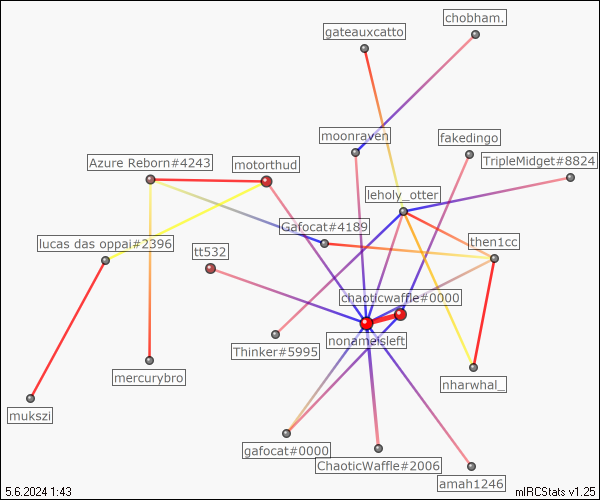 chobham.
gateauxcatto
moonraven
fakedingo
Azure Reborn#4243
motorthud
TripleMidget#8824
leholy_otter
Gafocat#4189
lucas das oppai#2396
then1cc
tt532
chaoticwaffle#0000
nonameisleft
Thinker#5995
mercurybro
nharwhal_
mukszi
gafocat#0000
ChaoticWaffle#2006
amah1246
5.6.2024 1:43
mIRCStats v1.25